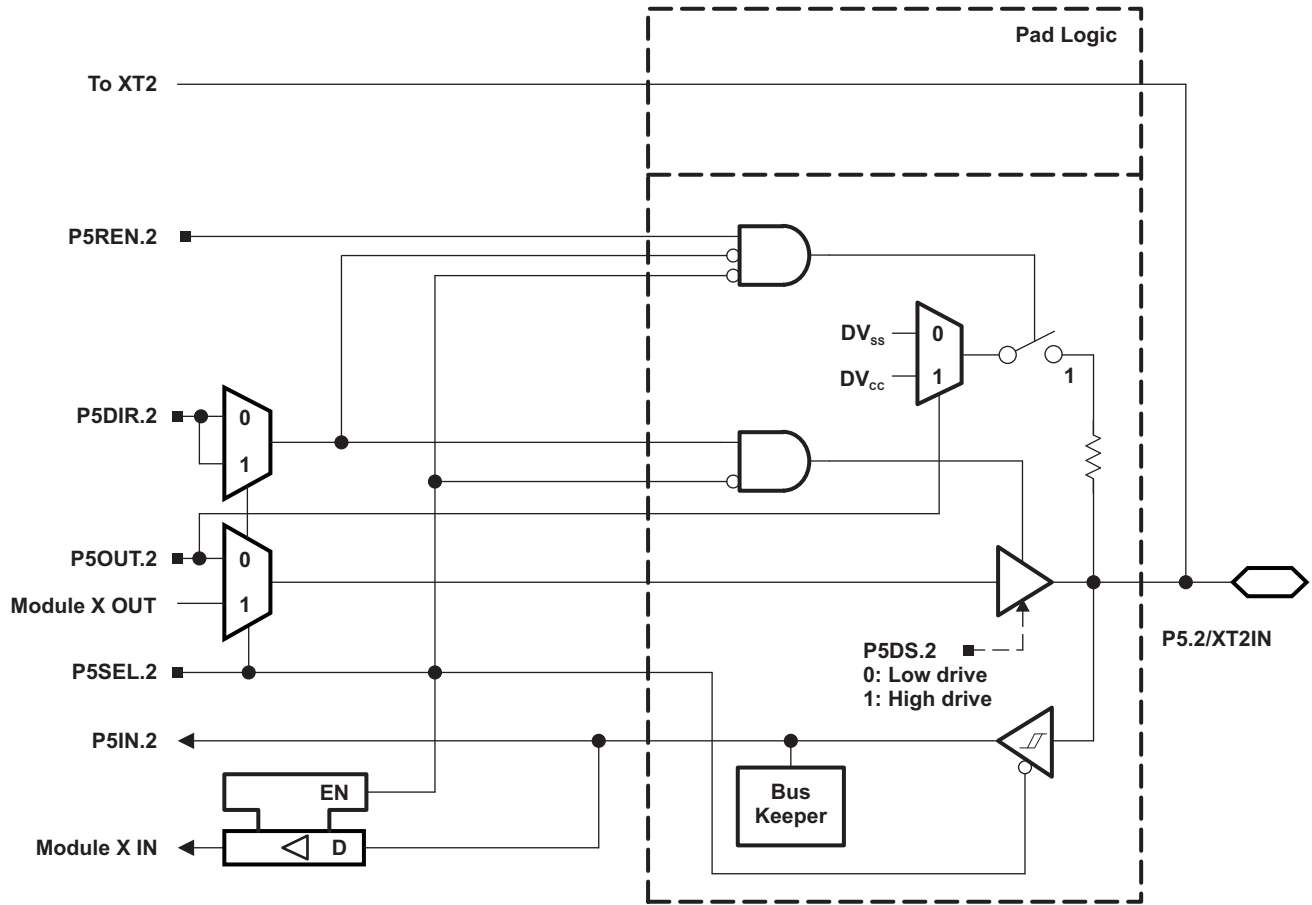 Pad Logic
To XT2
P5REN.2
DVss
0
DVcc
1
1
P5DIR.2
0
1
P5OUT.2
0
Module X OUT
1
P5SEL.2
P5DS.2
0: Low drive
1: High drive
P5.2/XT2IN
P5IN.2
EN
Bus
Keeper
Module X IN
D